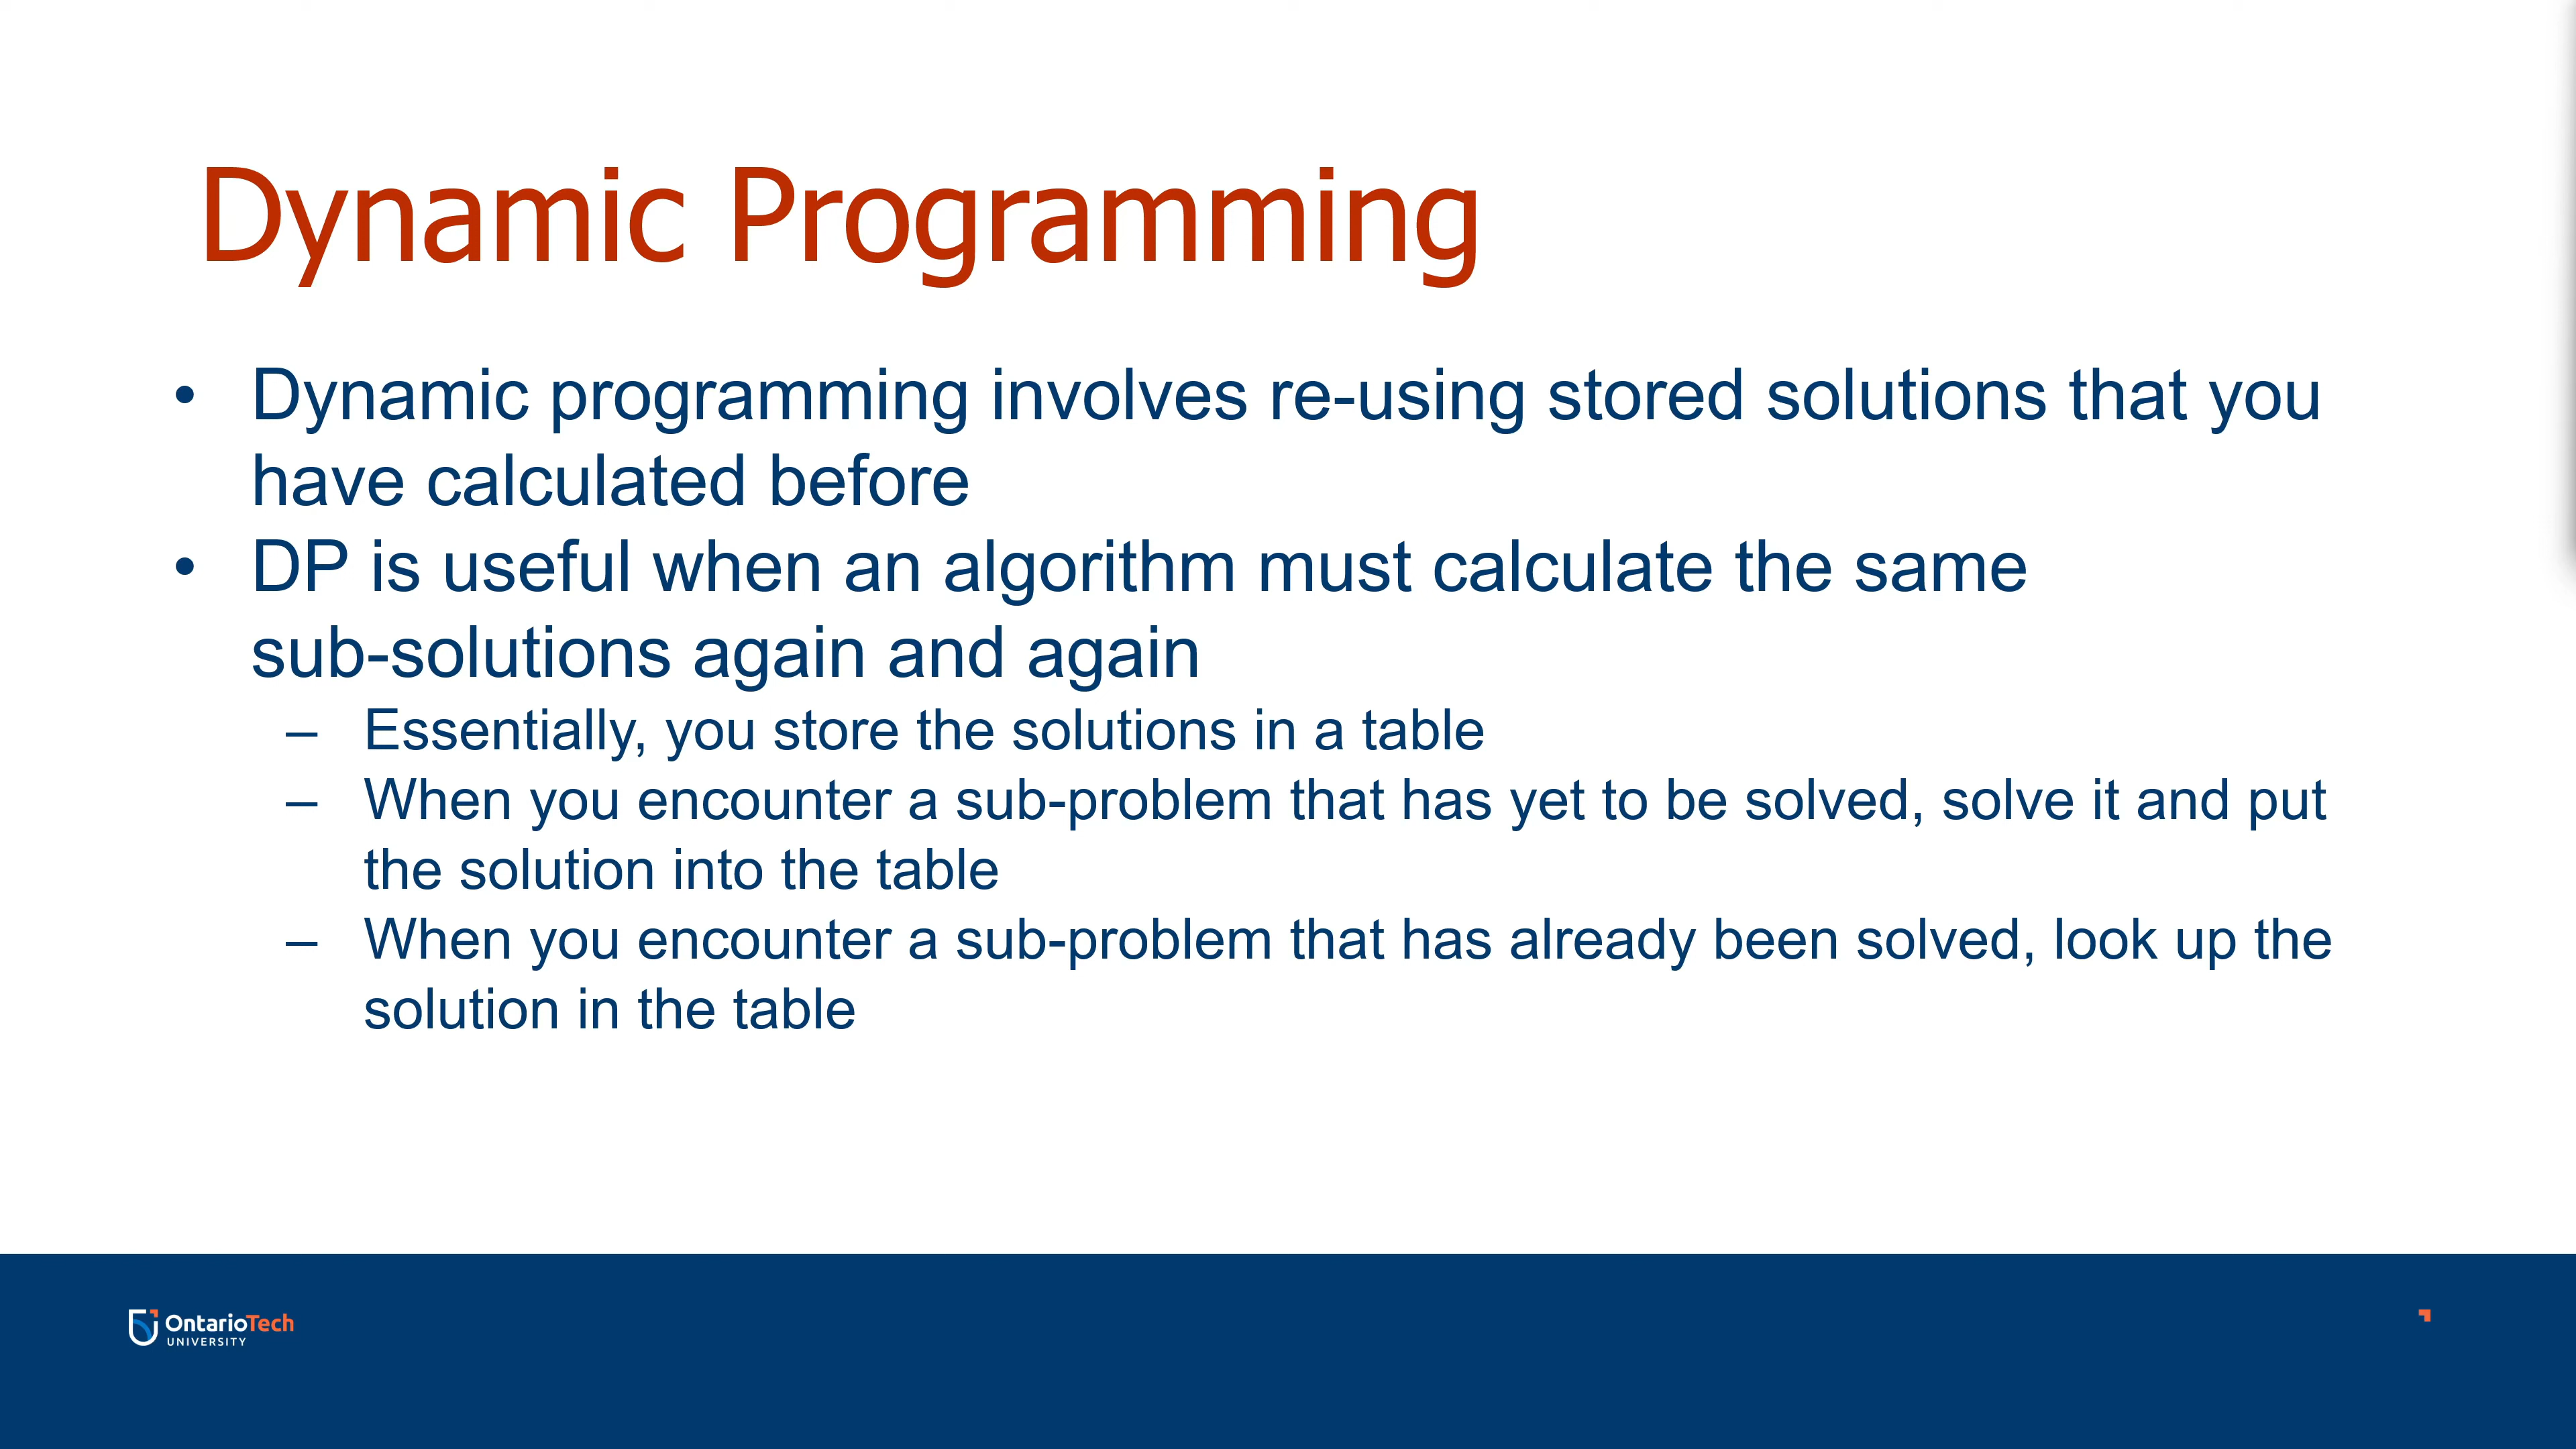 Dynamic Programming
• Dynamic programming involves re-using stored solutions that you
have calculated before
• DP is useful when an algorithm must calculate the same
sub-solutions again and again
– Essentially, you store the solutions in a table
– When you encounter a sub-problem that has yet to be solved, solve it and put
the solution into the table
– When you encounter a sub-problem that has already been solved, look up the
solution in the table
OntarioTech
UNIVERSITY